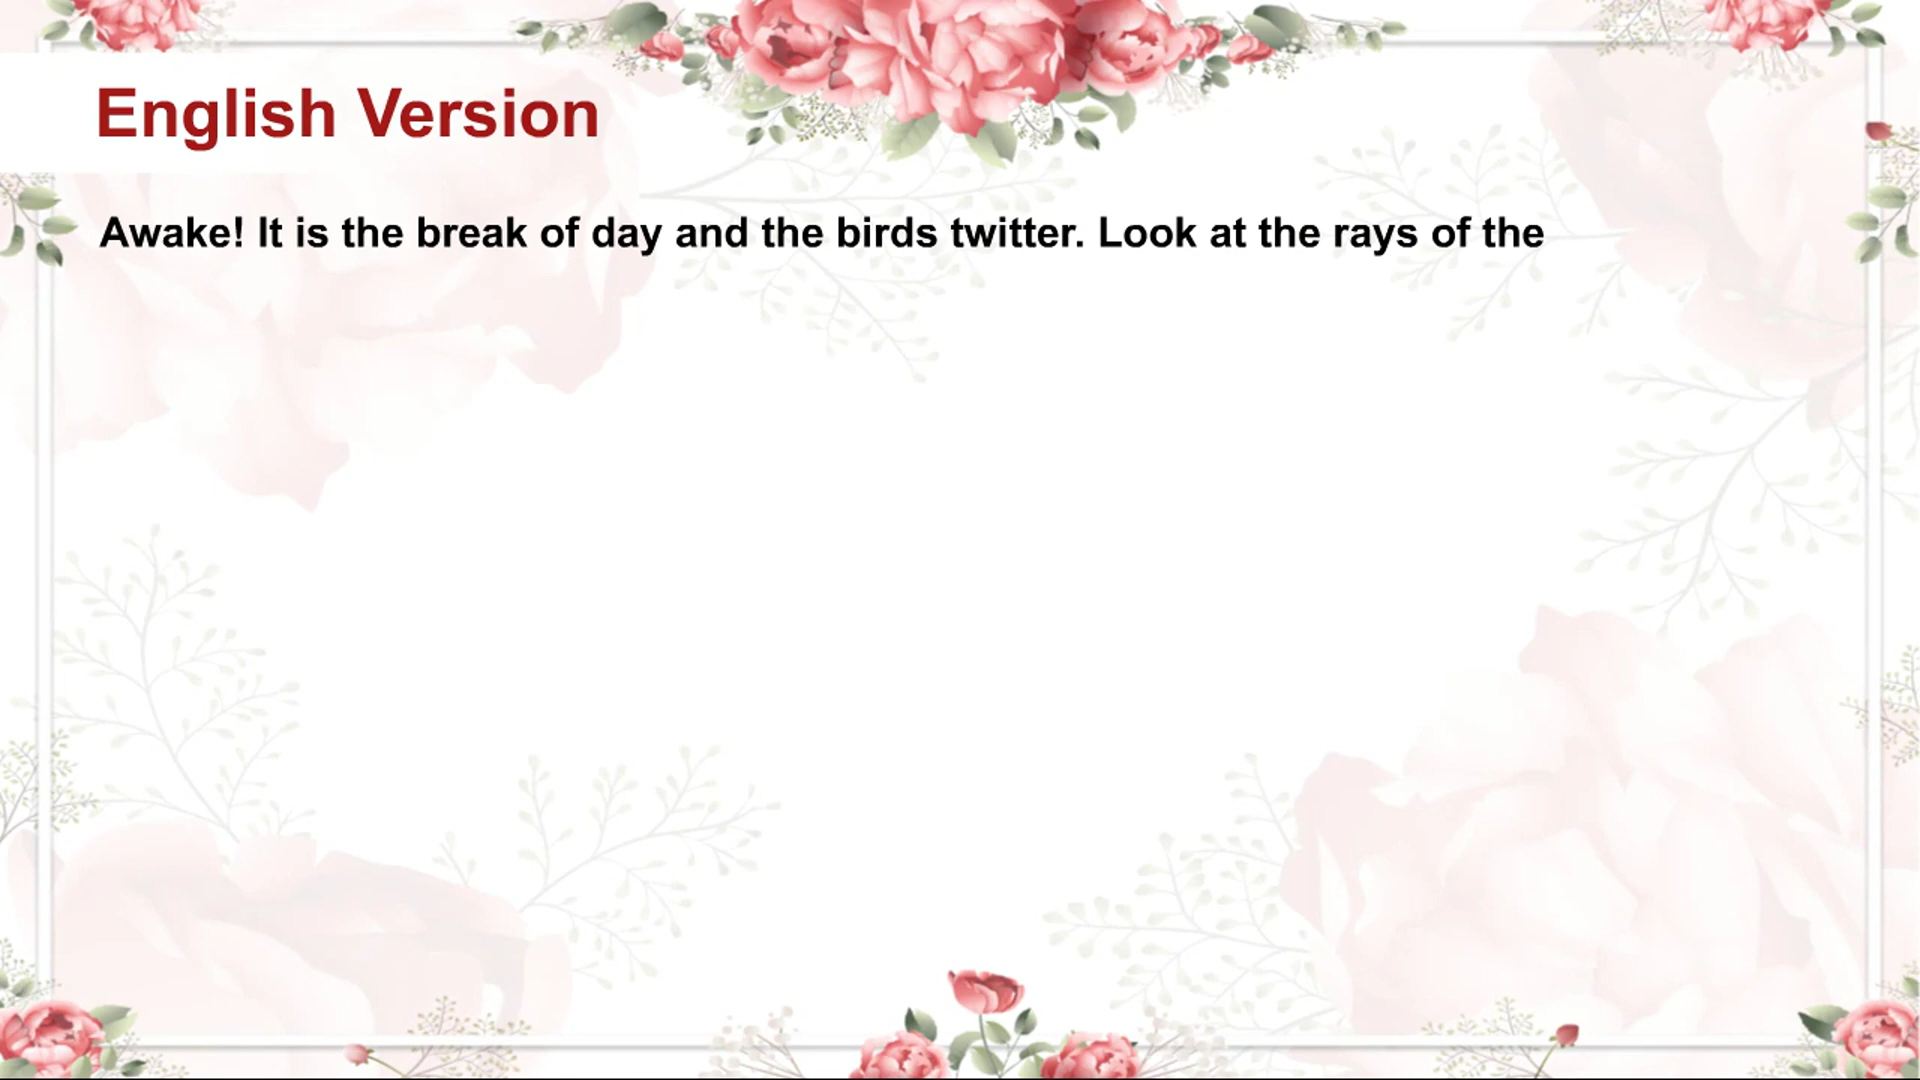 English Version
Awake! It is the break of day and the birds twitter. Look at the rays of the